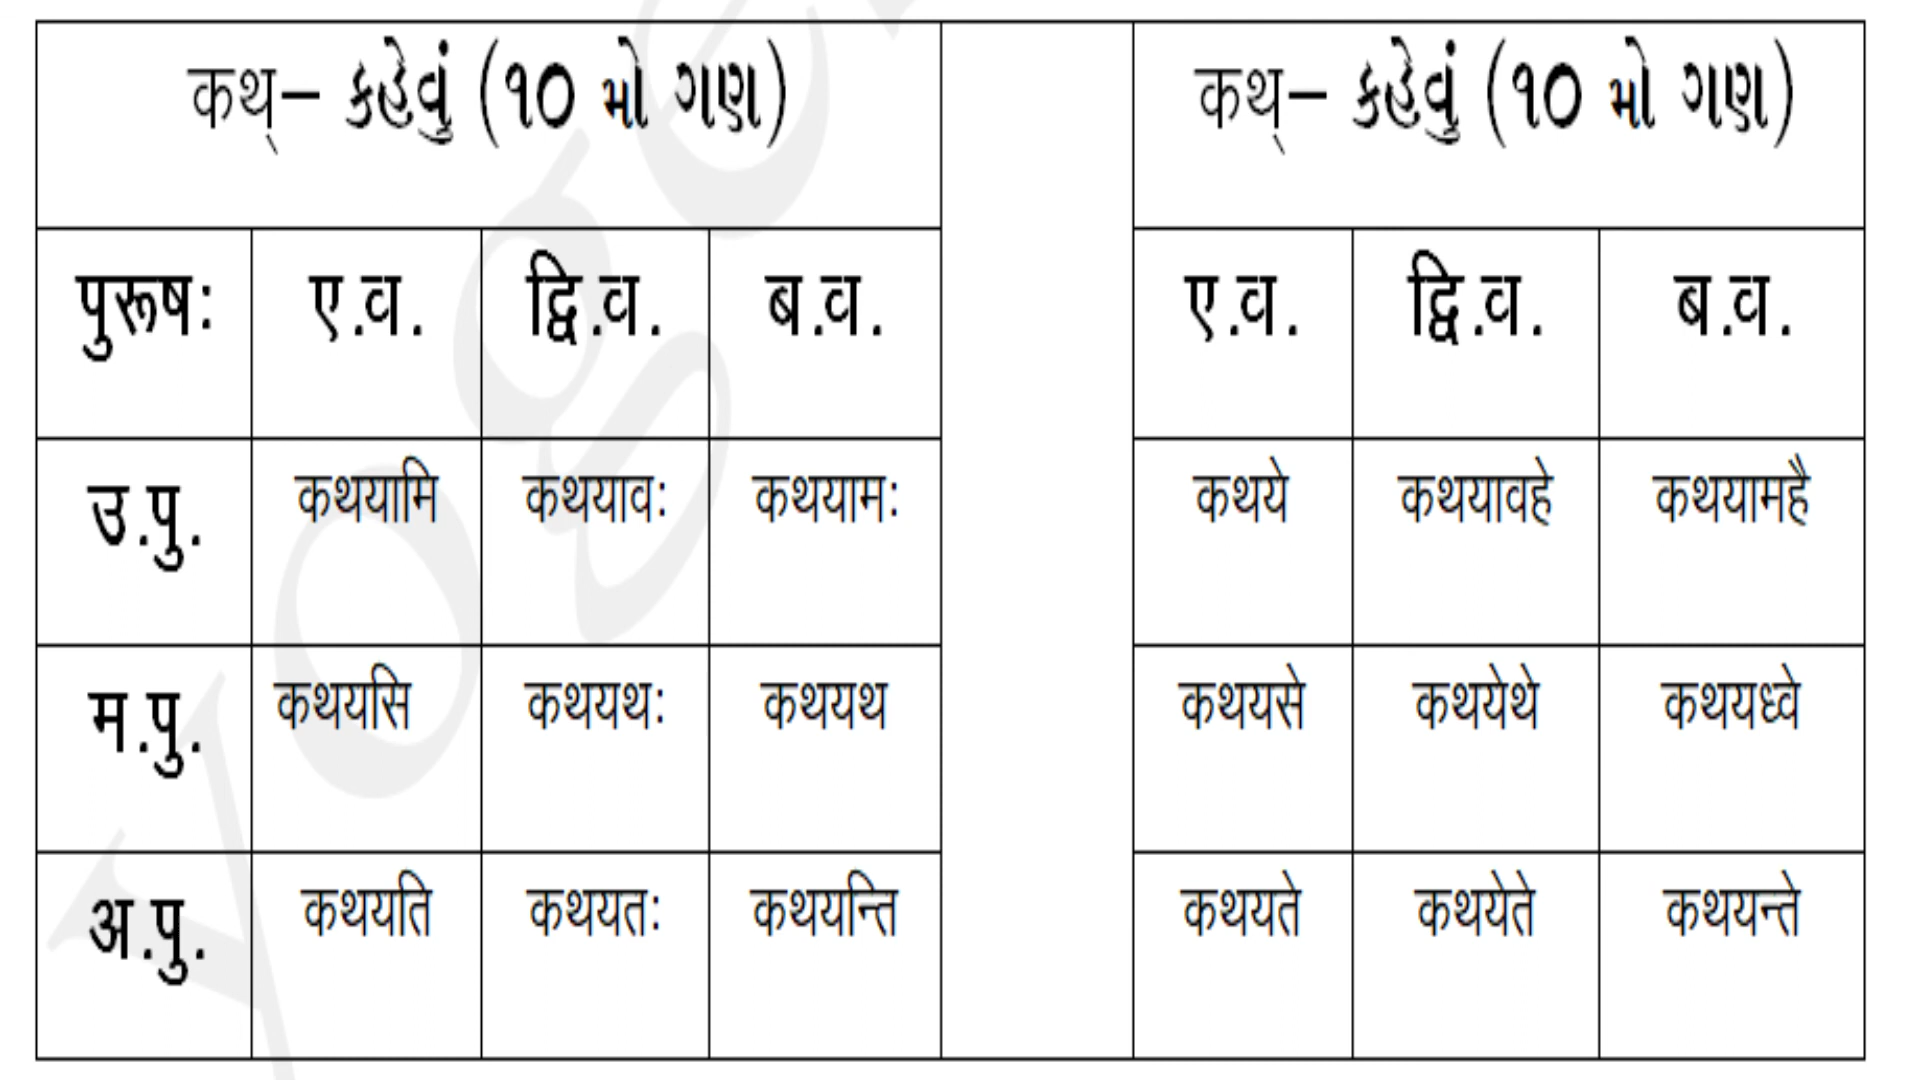 कथ्– કહેવું (૧૦ મો ગણ) कथ्– કહેવું (૧૦ મો ગણ)
पुरूषः ए.व. द्वि.व. ब.व. ए.व. द्वि.व. ब.व.
उ.पु. कथयामि कथयावः कथयामः कथये कथयावहे कथयामहै
म.पु. कथयसि कथयथः कथयथ कथयसे कथयेथे कथयध्वे
अ.पु. कथयति कथयतः कथयन्ति कथयते कथयेते कथयन्ते